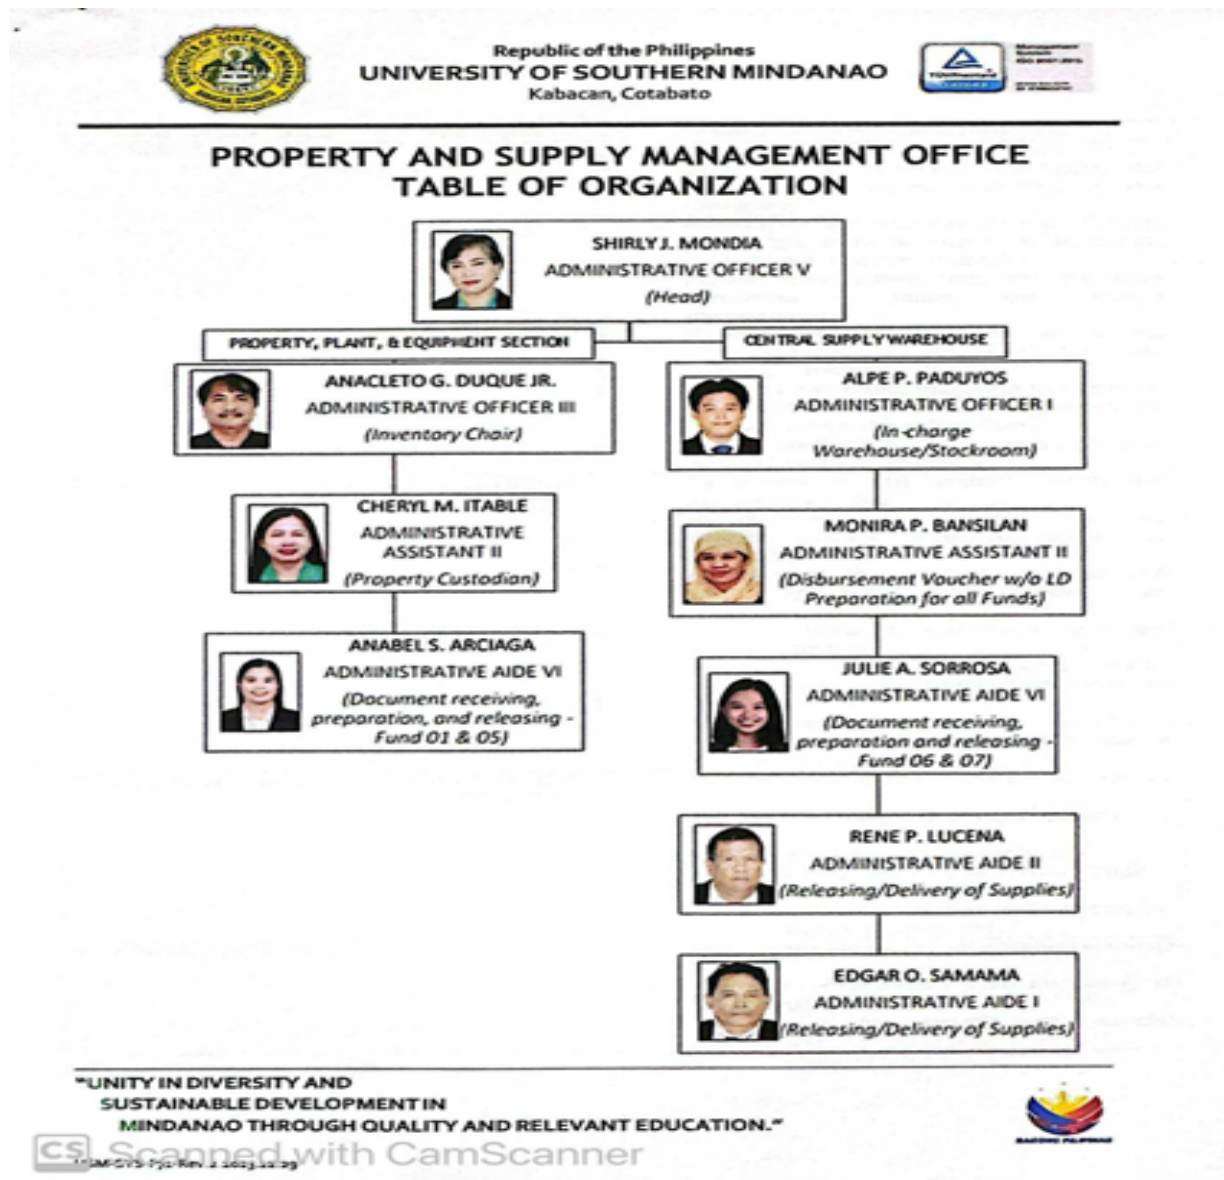 Republic of the Philippines
UNIVERSITY OF SOUTHERN MINDANAO
Kabacan, Cotabato
PROPERTY AND SUPPLY MANAGEMENT OFFICE
TABLE OF ORGANIZATION
SHIRLY J. MONDIA
ADMINISTRATIVE OFFICER V
(Head)
PROPERTY, PLANT, & EQUIPMENT SECTION
ANACLETO G. DUQUE JR.
ADMINISTRATIVE OFFICER III
(Inventory Chair)
CHERYL M. ITABLE
ADMINISTRATIVE
ASSISTANT II
(Property Custodian)
ANABEL S. ARCIAGA
ADMINISTRATIVE AIDE VI
(Document receiving,
preparation, and releasing -
Fund 01 & 05)
CENTRAL SUPPLY WAREHOUSE
ALPE P. PADUYOS
ADMINISTRATIVE OFFICER I
(In-charge
Warehouse/Stockroom)
MONIRA P. BANSILAN
ADMINISTRATIVE ASSISTANT II
(Disbursement Voucher w/o LD
Preparation for all Funds)
JULIE A. SORROSA
ADMINISTRATIVE AIDE VI
(Document receiving,
preparation and releasing -
Fund 06 & 07)
RENE P. LUCENA
ADMINISTRATIVE AIDE II
(Releasing/Delivery of Supplies)
EDGAR O. SAMAMA
ADMINISTRATIVE AIDE I
(Releasing/Delivery of Supplies)
"UNITY IN DIVERSITY AND
SUSTAINABLE DEVELOPMENT IN
MINDANAO THROUGH QUALITY AND RELEVANT EDUCATION."
BAGONG PILIPINAS
CS Scanned with CamScanner